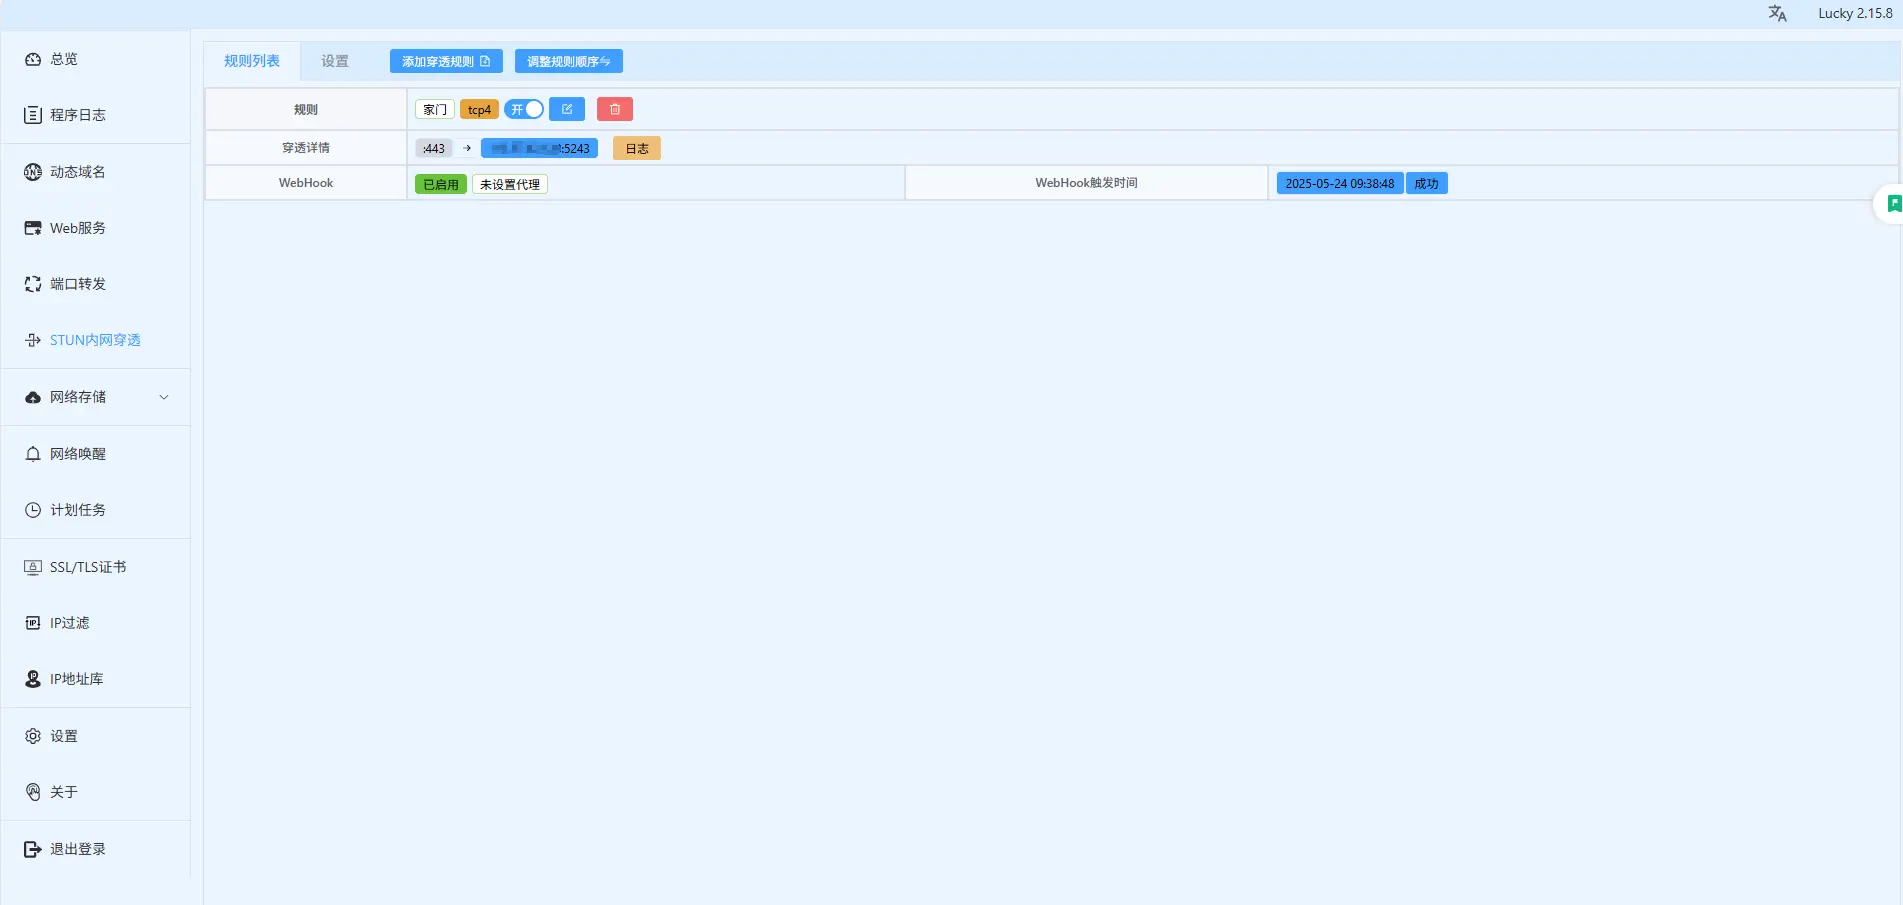 Lucky 2.15.8
总览
程序日志
动态域名
Web服务
端口转发
STUN内网穿透
网络存储
网络唤醒
计划任务
SSL/TLS证书
IP过滤
IP地址库
设置
关于
退出登录
规则列表 设置 添加穿透规则 调整规则顺序
规则 家门 tcp4 开
穿透详情 :443 → :5243 日志
WebHook 已启用 未设置代理 WebHook触发时间 2025-05-24 09:38:48 成功